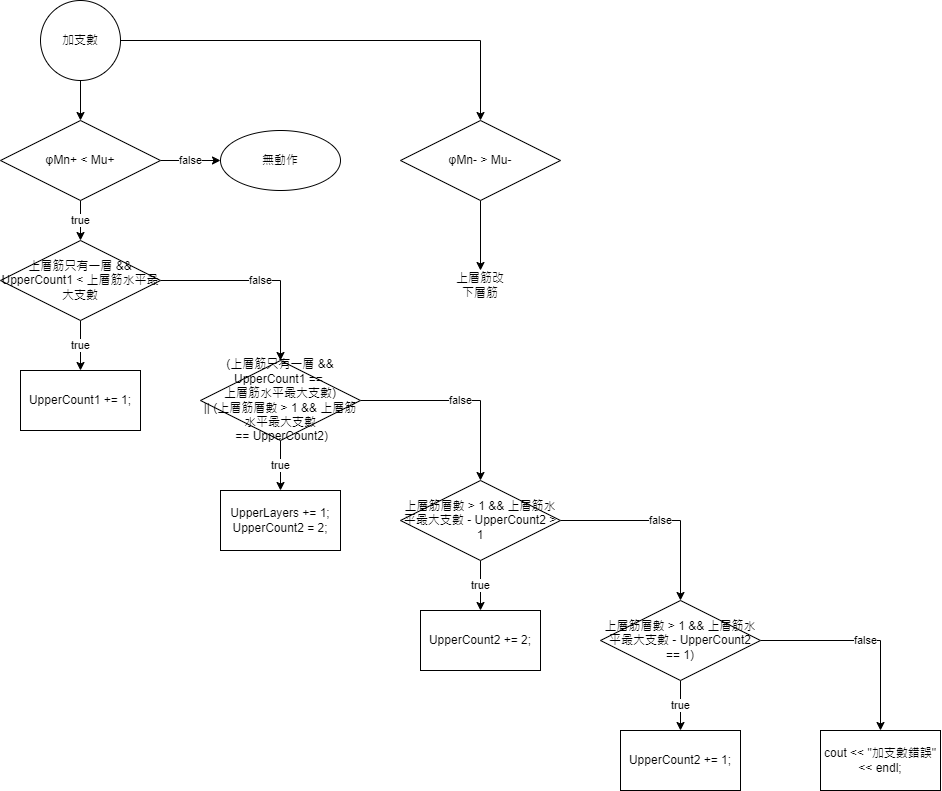 加支數
φMn+ < Mu+
false
無動作
φMn- > Mu-
true
上層筋只有一層 &&
UpperCount1 < 上層筋水平最
大支數
false
上層筋改
下層筋
true
UpperCount1 += 1;
(上層筋只有一層 &&
UpperCount1 ==
上層筋水平最大支數)
|| (上層筋層數 > 1 && 上層筋
水平最大支數
== UpperCount2)
false
true
UpperLayers += 1;
UpperCount2 = 2;
上層筋層數 > 1 && 上層筋水
平最大支數 - UpperCount2 >
1
false
true
UpperCount2 += 2;
上層筋層數 > 1 && 上層筋水
平最大支數 - UpperCount2
== 1)
false
true
UpperCount2 += 1;
cout << "加支數錯誤"
<< endl;